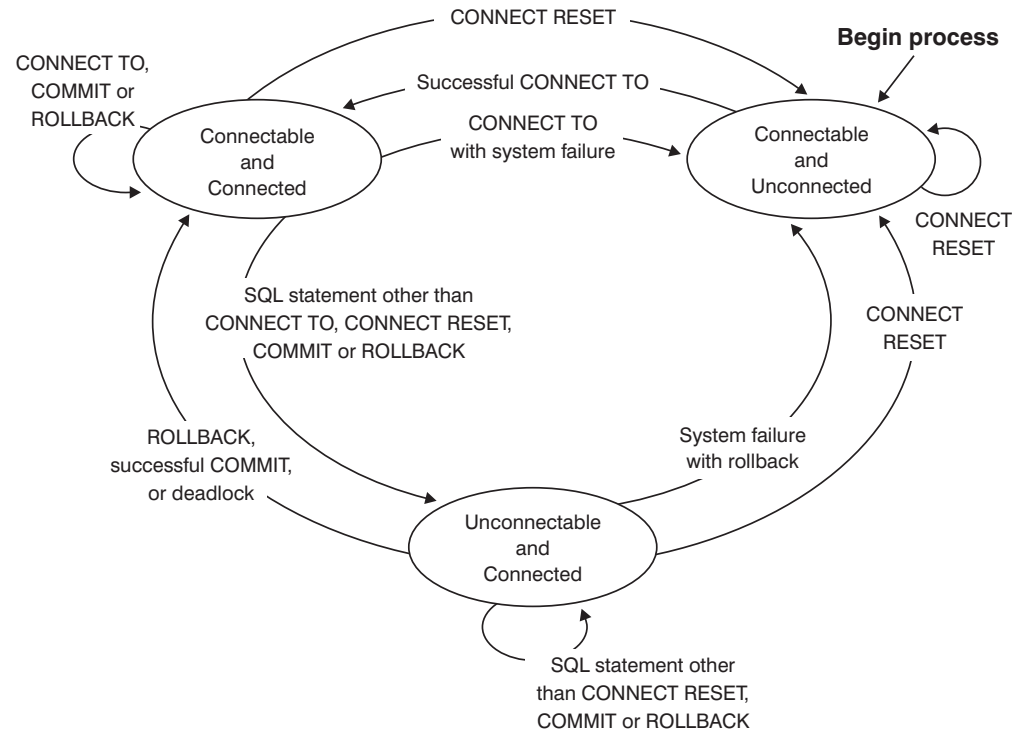 CONNECT RESET
Begin process
CONNECT TO,
COMMIT or
ROLLBACK
Successful CONNECT TO
CONNECT TO
with system failure
Connectable
and
Connected
Connectable
and
Unconnected
CONNECT
RESET
SQL statement other than
CONNECT TO, CONNECT RESET,
COMMIT or ROLLBACK
CONNECT
RESET
ROLLBACK,
successful COMMIT,
or deadlock
System failure
with rollback
Unconnectable
and
Connected
SQL statement other
than CONNECT RESET,
COMMIT or ROLLBACK